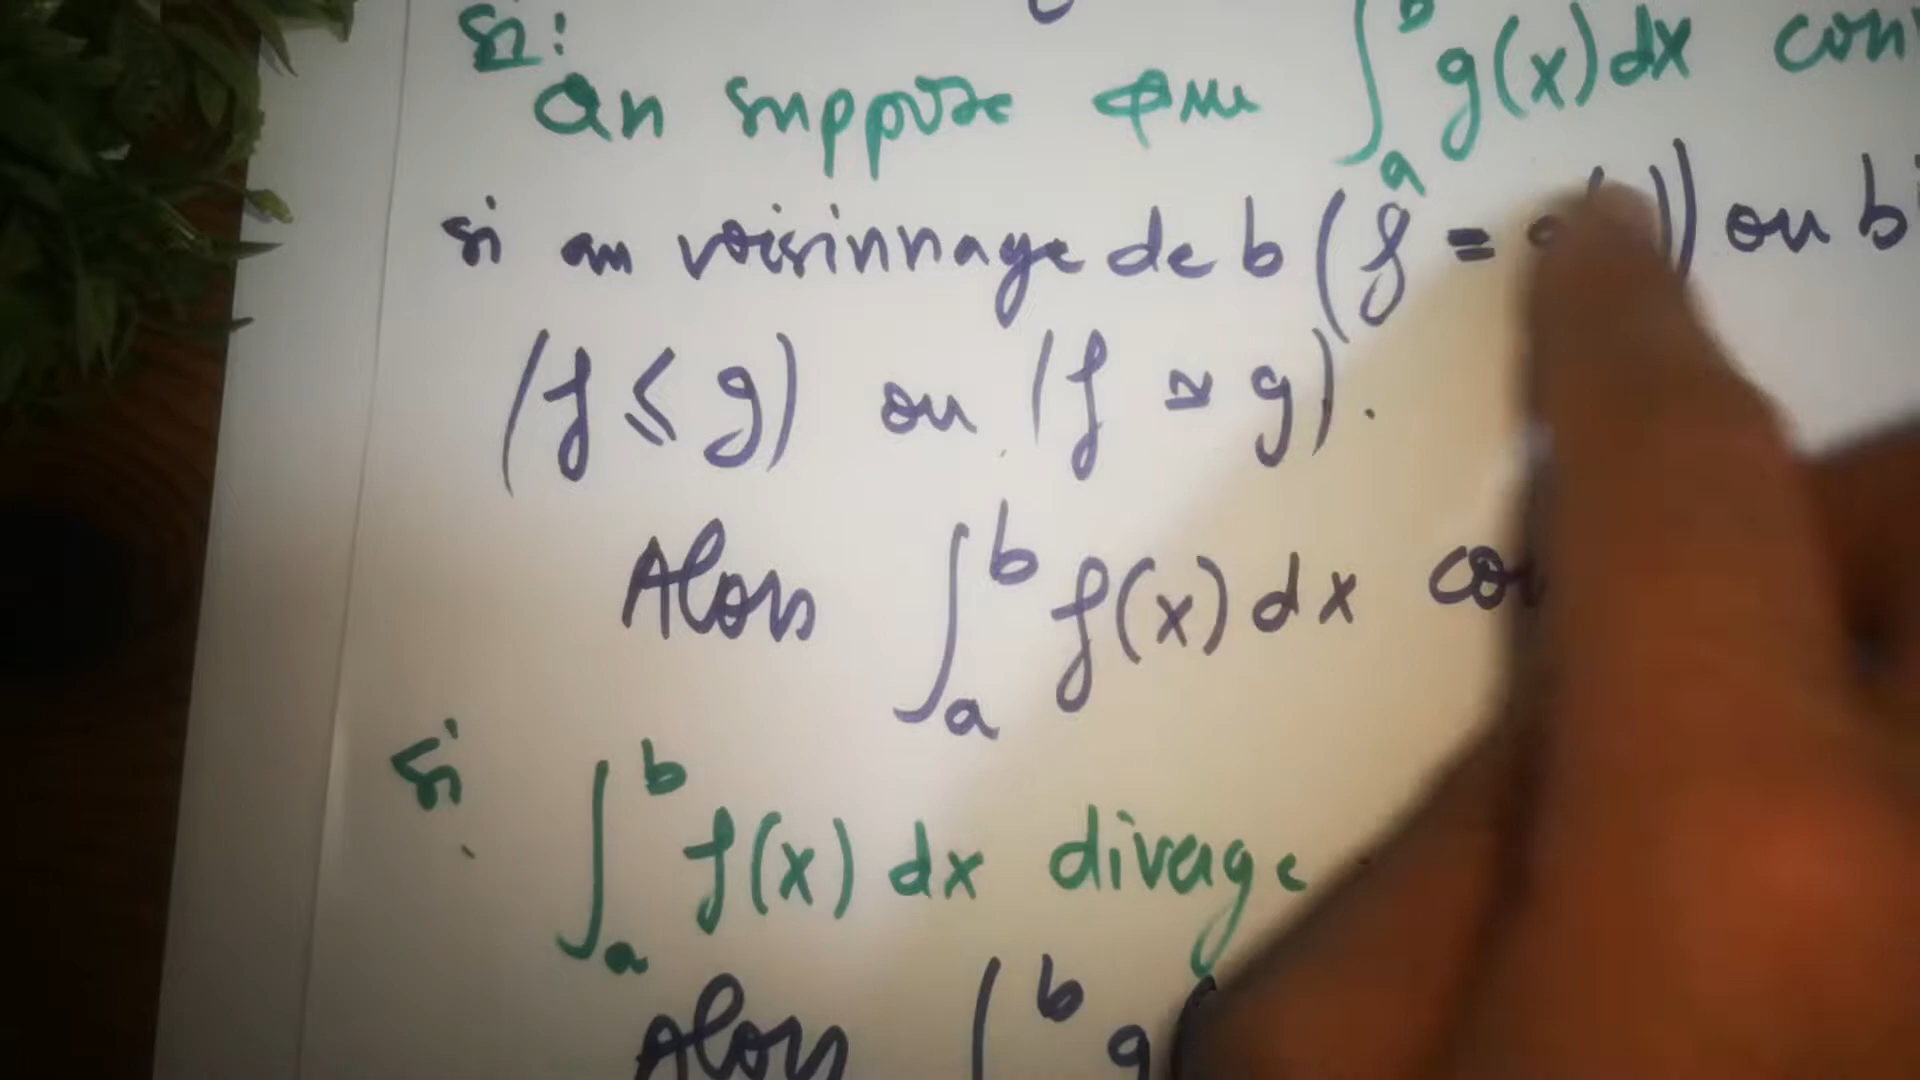 si:
on suppose que ∫ₐᵇ g(x)dx
si au voisinnage de b (f = ) ou b
(f ⩽ g) ou (f ≃ g).
Alors ∫ₐᵇ f(x)dx
si ∫ₐᵇ f(x)dx diverge
Alors ∫ᵇ g